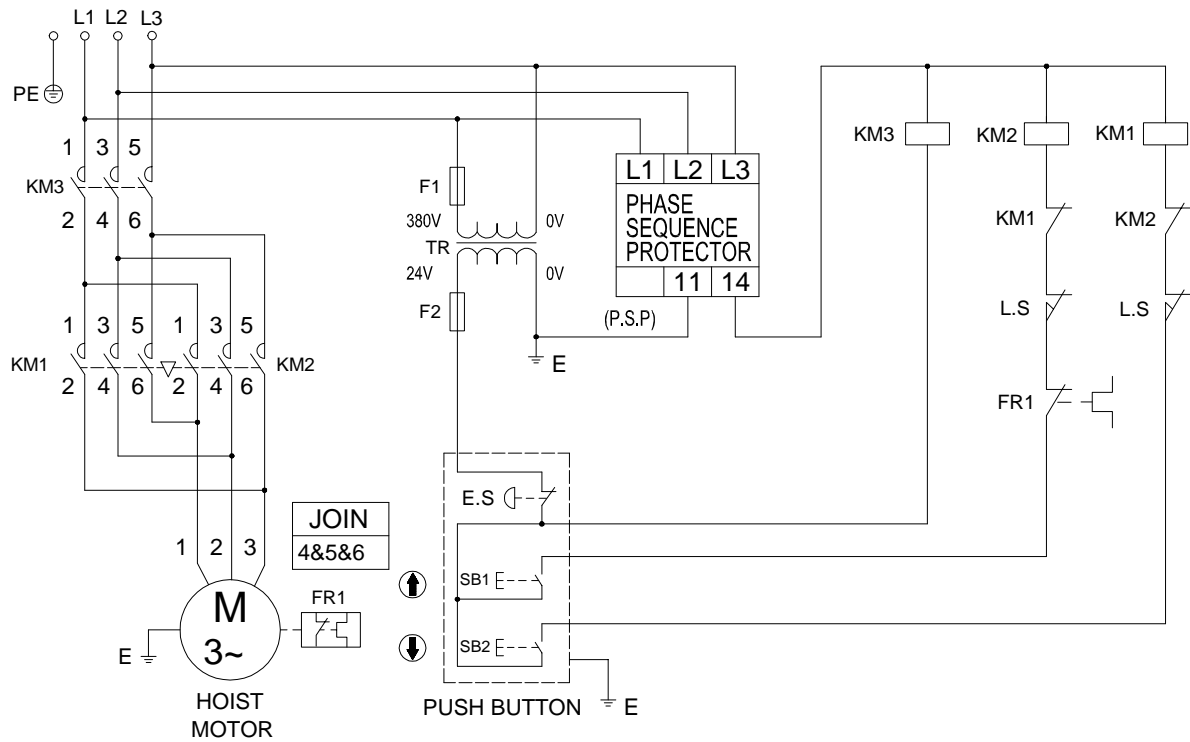 L1 L2 L3
PE
1 3 5
KM3
2 4 6
1 3 5 1 3 5
KM1 KM2
2 4 6 2 4 6
F1
380V 0V
TR
24V 0V
F2
E
L1 L2 L3
PHASE
SEQUENCE
PROTECTOR
11 14
(P.S.P)
KM3 KM2 KM1
KM1 KM2
L.S L.S
FR1
E.S
SB1
SB2
PUSH BUTTON
E
JOIN
4&5&6
1 2 3
FR1
M
3~
E
HOIST
MOTOR